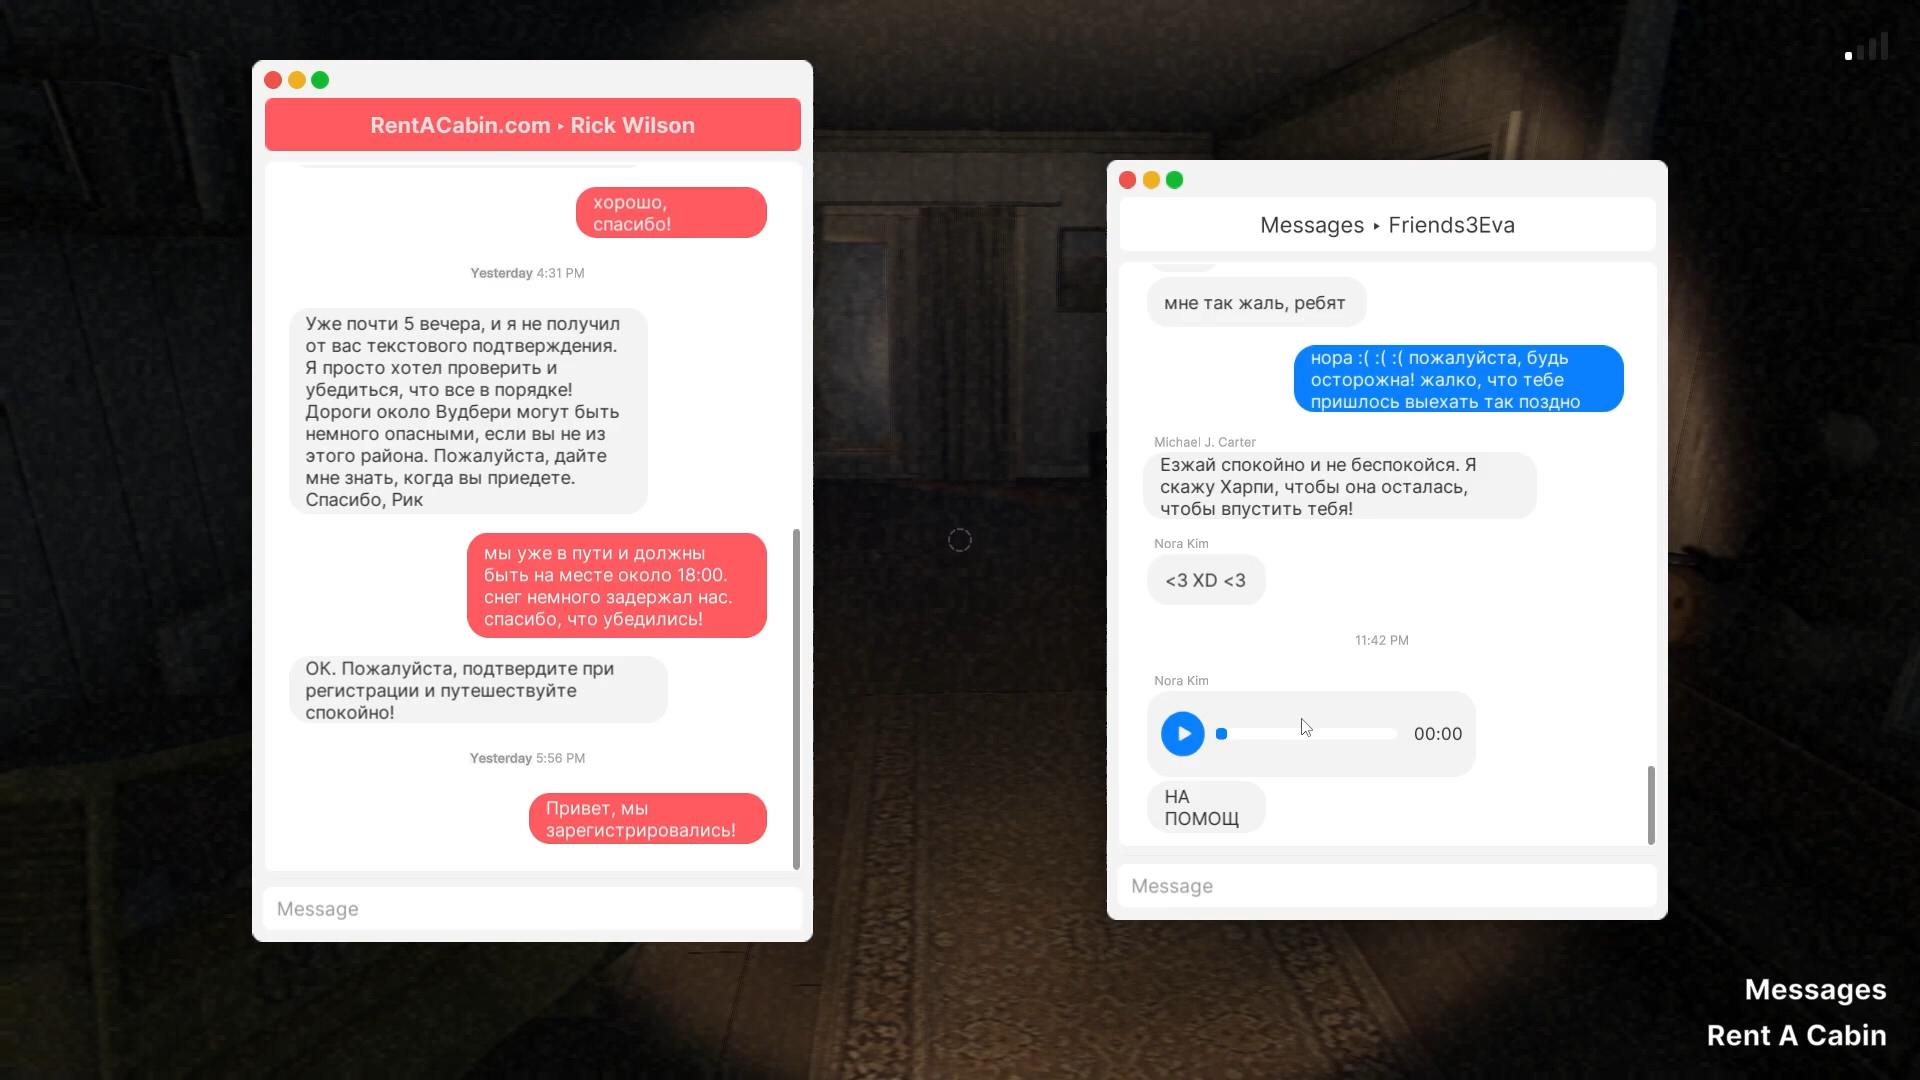 RentACabin.com ‣ Rick Wilson
хорошо,
спасибо!
Yesterday 4:31 PM
Уже почти 5 вечера, и я не получил
от вас текстового подтверждения.
Я просто хотел проверить и
убедиться, что все в порядке!
Дороги около Вудбери могут быть
немного опасными, если вы не из
этого района. Пожалуйста, дайте
мне знать, когда вы приедете.
Спасибо, Рик
мы уже в пути и должны
быть на месте около 18:00.
снег немного задержал нас.
спасибо, что убедились!
ОК. Пожалуйста, подтвердите при
регистрации и путешествуйте
спокойно!
Yesterday 5:56 PM
Привет, мы
зарегистрировались!
Message
Messages ‣ Friends3Eva
мне так жаль, ребят
нора :( :( :( пожалуйста, будь
осторожна! жалко, что тебе
пришлось выехать так поздно
Michael J. Carter
Езжай спокойно и не беспокойся. Я
скажу Харпи, чтобы она осталась,
чтобы впустить тебя!
Nora Kim
<3 XD <3
11:42 PM
Nora Kim
00:00
НА
ПОМОЩ
Message
Messages
Rent A Cabin